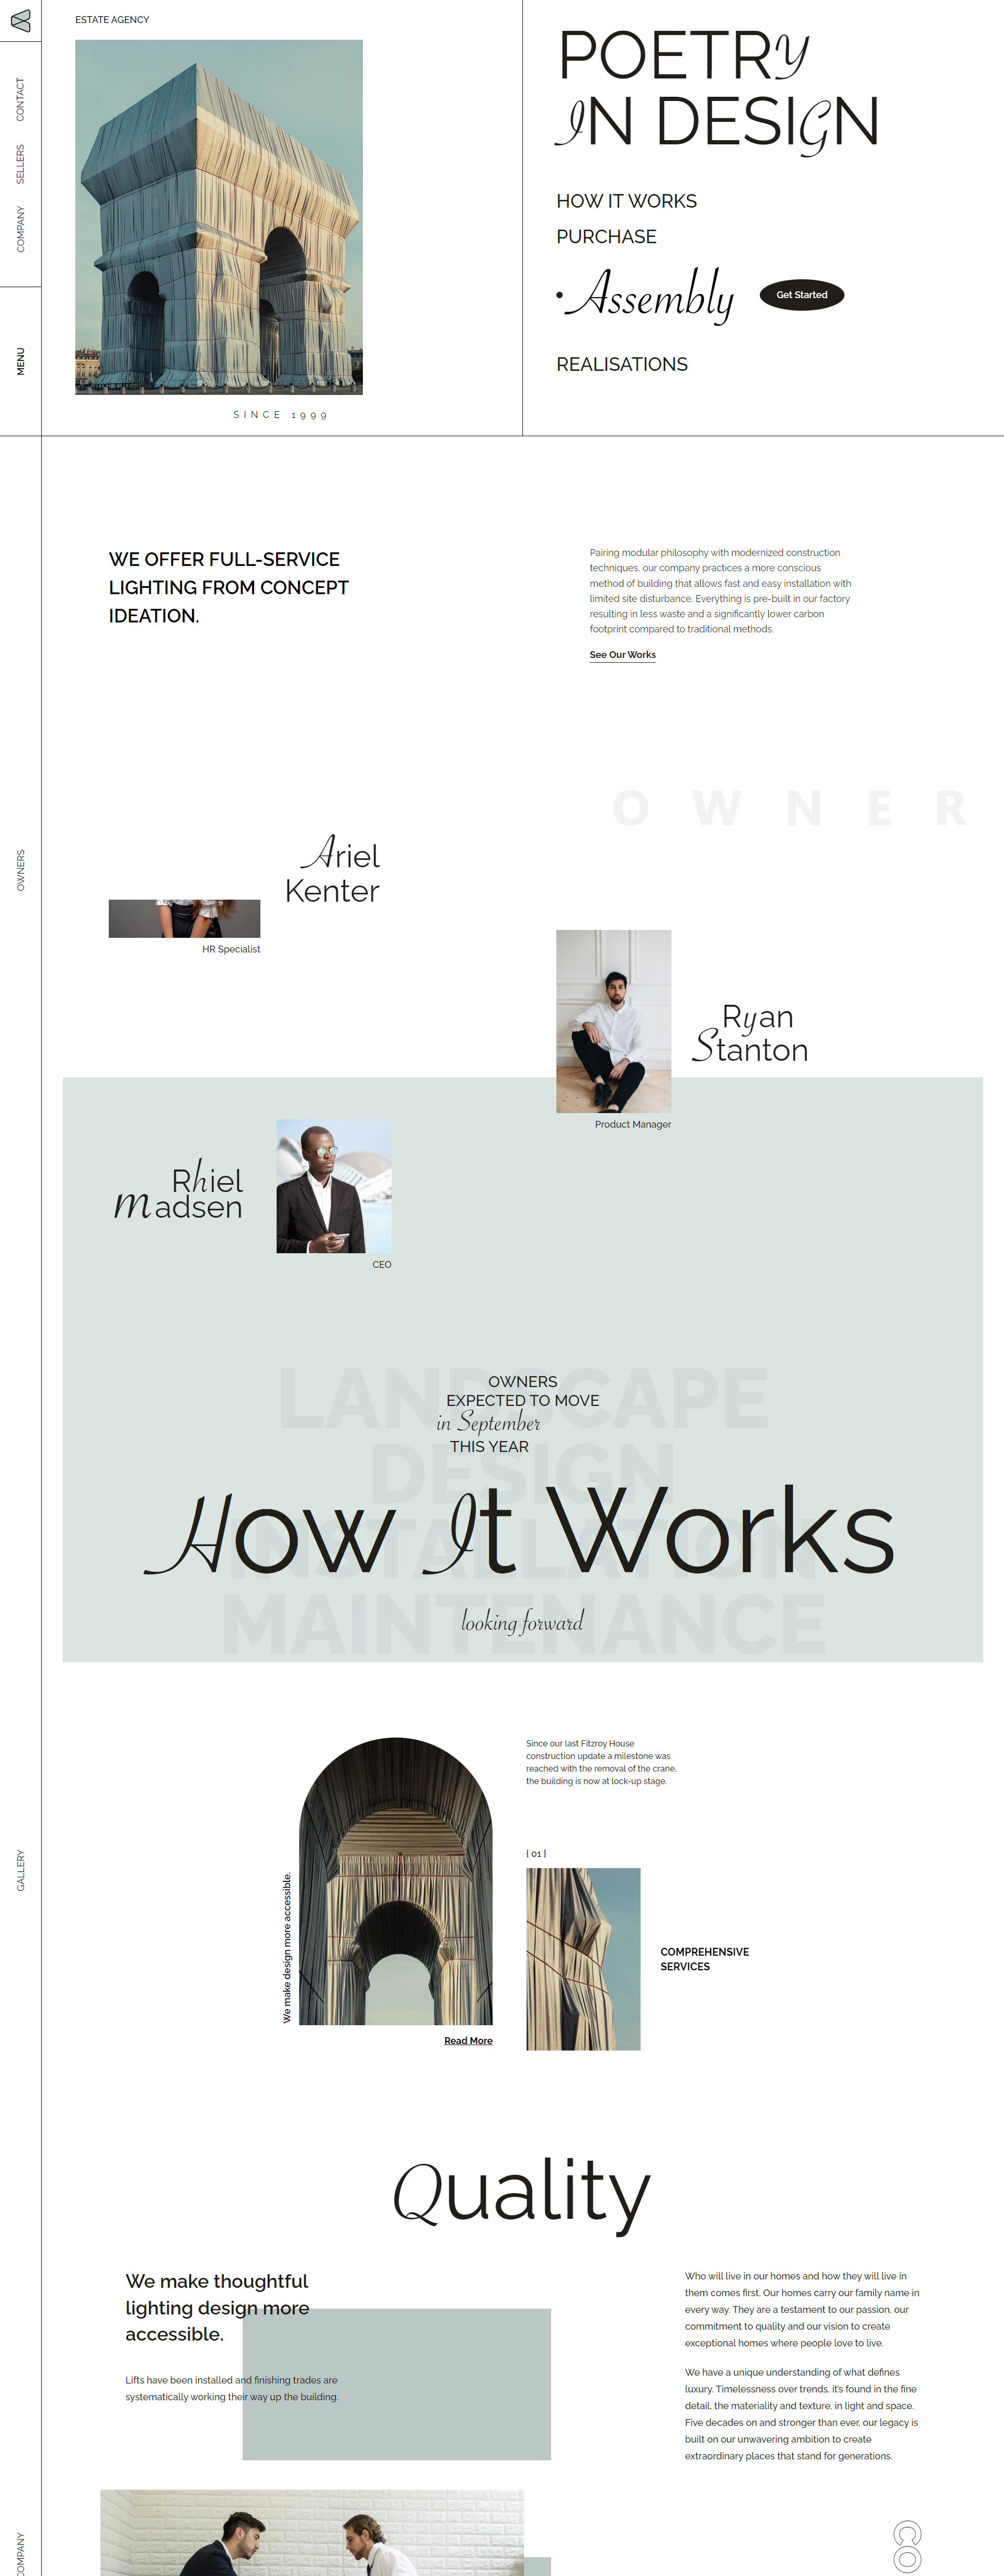 ESTATE AGENCY
CONTACT
SELLERS
COMPANY
MENU
SINCE 1999
POETRY
IN DESIGN
HOW IT WORKS
PURCHASE
Assembly
Get Started
REALISATIONS
WE OFFER FULL-SERVICE
LIGHTING FROM CONCEPT
IDEATION.
Pairing modular philosophy with modernized construction
techniques, our company practices a more conscious
method of building that allows fast and easy installation with
limited site disturbance. Everything is pre-built in our factory
resulting in less waste and a significantly lower carbon
footprint compared to traditional methods.
See Our Works
OWNER
OWNERS
Ariel
Kenter
HR Specialist
Ryan
Stanton
Product Manager
Rhiel
madsen
CEO
LANDSCAPE
DESIGN
INSTALLATION
MAINTENANCE
OWNERS
EXPECTED TO MOVE
in September
THIS YEAR
How It Works
looking forward
GALLERY
We make design more accessible.
Read More
Since our last Fitzroy House
construction update a milestone was
reached with the removal of the crane,
the building is now at lock-up stage.
{ 01 }
COMPREHENSIVE
SERVICES
Quality
We make thoughtful
lighting design more
accessible.
Lifts have been installed and finishing trades are
systematically working their way up the building.
Who will live in our homes and how they will live in
them comes first. Our homes carry our family name in
every way. They are a testament to our passion, our
commitment to quality and our vision to create
exceptional homes where people love to live.
We have a unique understanding of what defines
luxury. Timelessness over trends, it's found in the fine
detail, the materiality and texture, in light and space.
Five decades on and stronger than ever, our legacy is
built on our unwavering ambition to create
extraordinary places that stand for generations.
COMPANY
CO